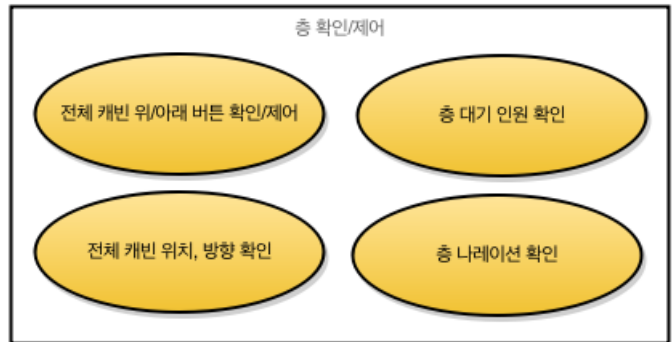 층 확인/제어
전체 캐빈 위/아래 버튼 확인/제어
층 대기 인원 확인
전체 캐빈 위치, 방향 확인
층 나레이션 확인